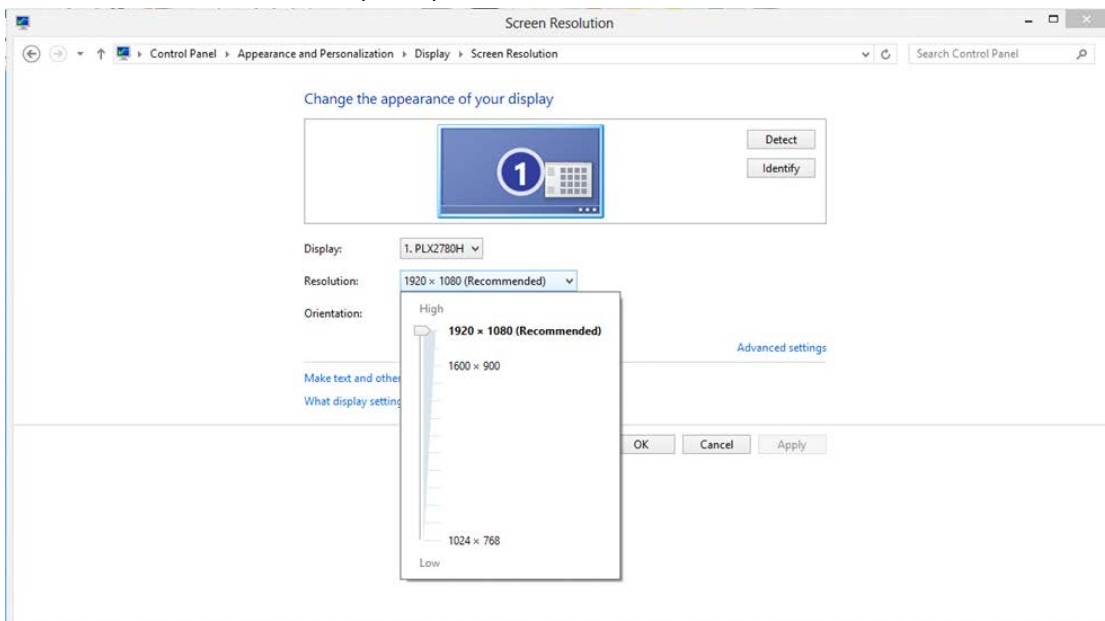 Screen Resolution
Control Panel Appearance and Personalization Display Screen Resolution Search Control Panel
Change the appearance of your display
1
Detect
Identify
Display: 1. PLX2780H
Resolution: 1920 × 1080 (Recommended)
Orientation:
High
1920 × 1080 (Recommended)
1600 × 900
Advanced settings
Make text and other
What display setting
OK Cancel Apply
1024 × 768
Low